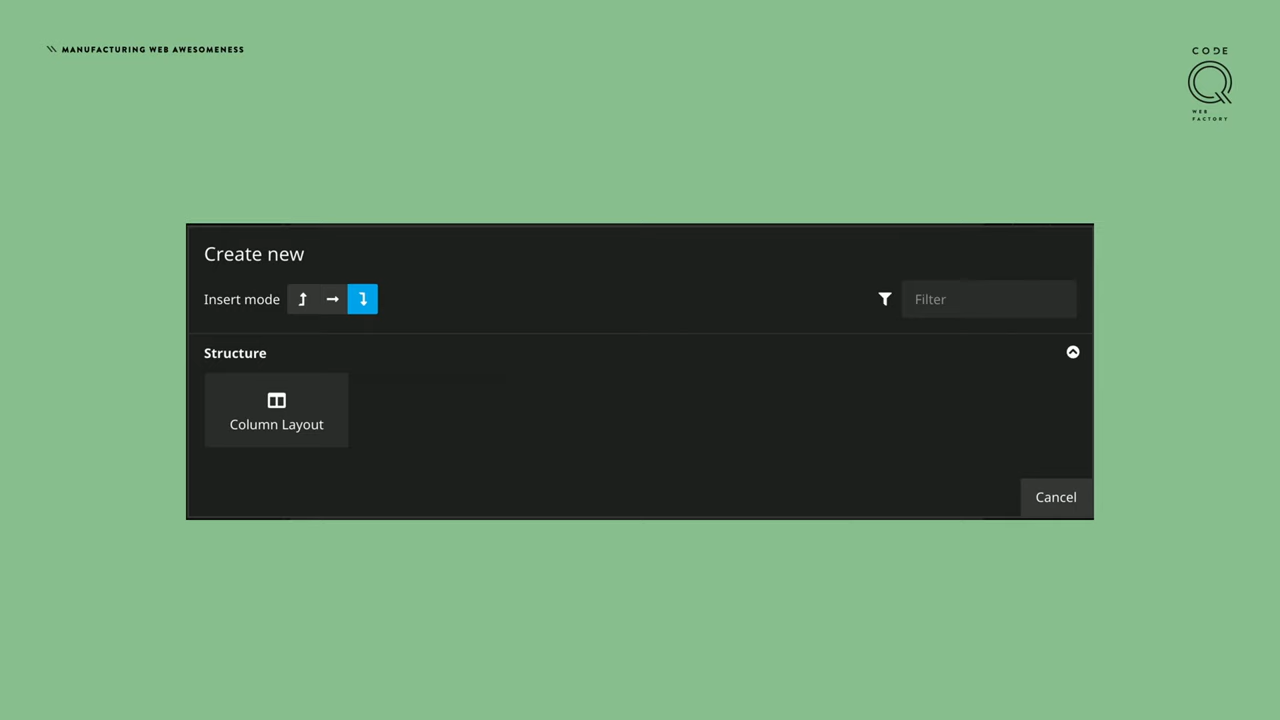 \\ MANUFACTURING WEB AWESOMENESS
CODE
Q
WEB
FACTORY
Create new
Insert mode
Filter
Structure
Column Layout
Cancel